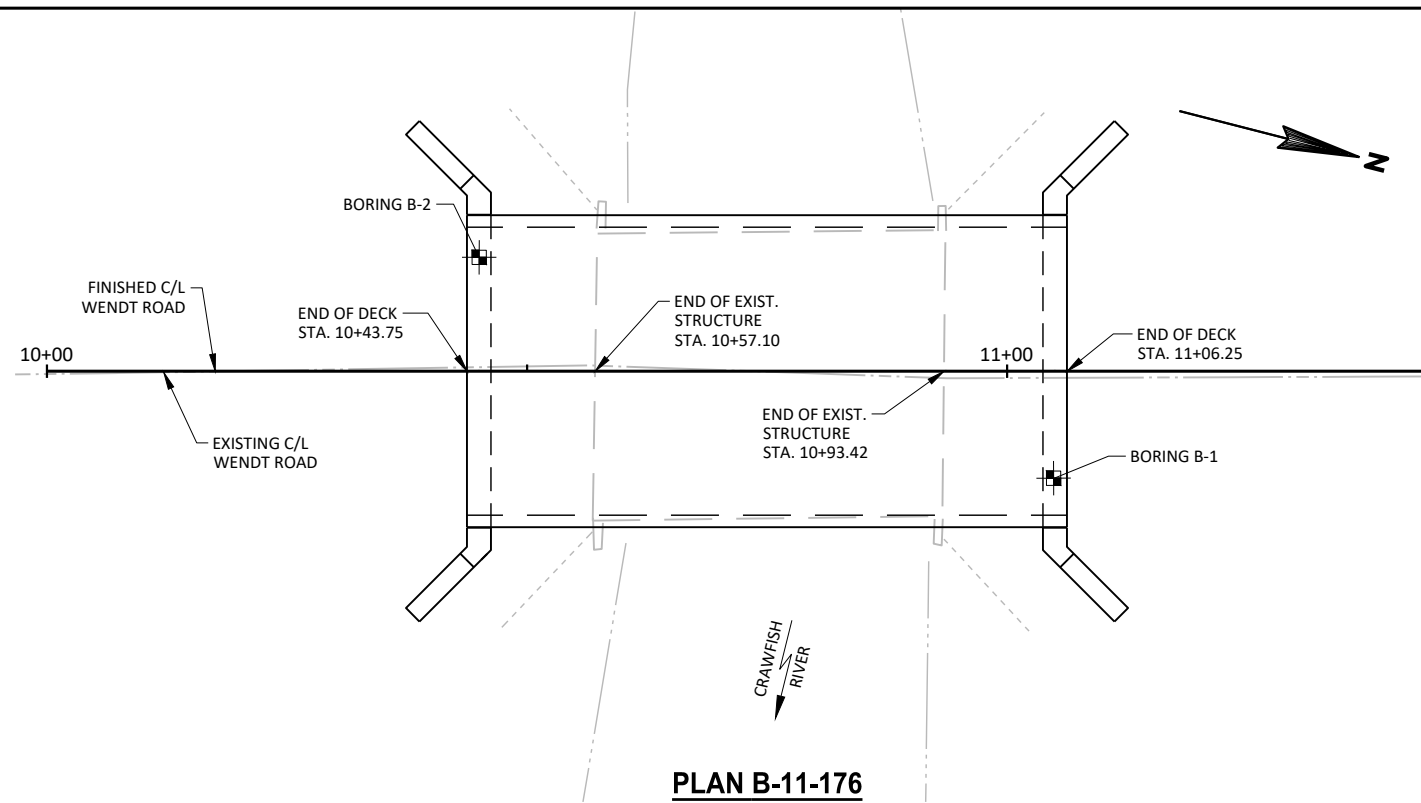 N
BORING B-2
FINISHED C/L
WENDT ROAD
END OF DECK
STA. 10+43.75
END OF EXIST.
STRUCTURE
STA. 10+57.10
END OF DECK
STA. 11+06.25
10+00
11+00
EXISTING C/L
WENDT ROAD
END OF EXIST.
STRUCTURE
STA. 10+93.42
BORING B-1
CRAWFISH
RIVER
PLAN B-11-176